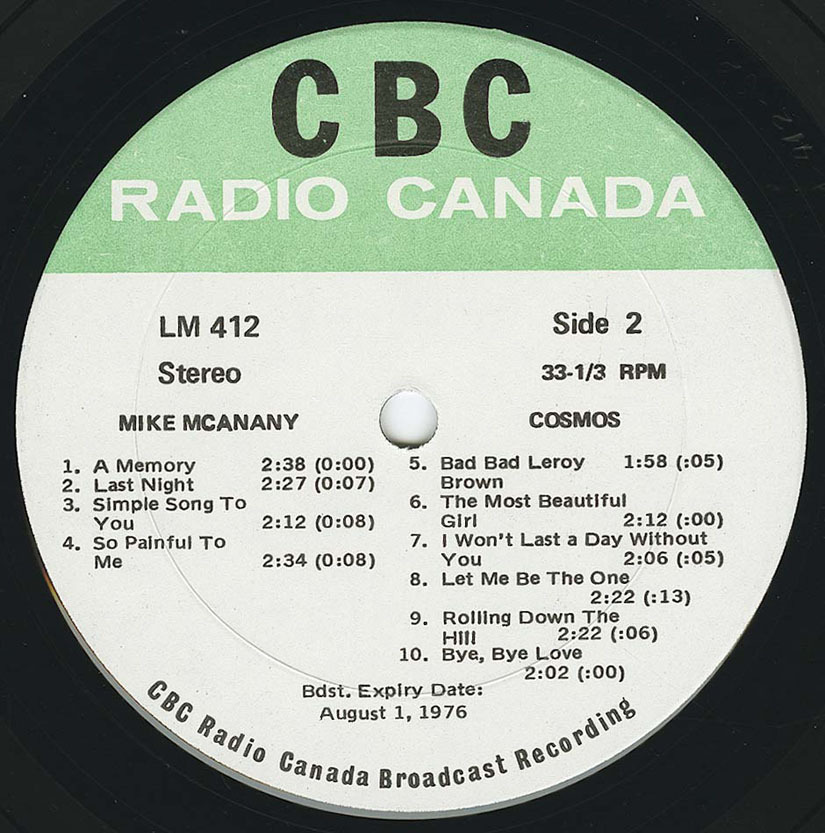 CBC
RADIO CANADA
LM 412
Side 2
Stereo
33-1/3 RPM
MIKE MCANANY
1. A Memory 2:38 (0:00)
2. Last Night 2:27 (0:07)
3. Simple Song To
You 2:12 (0:08)
4. So Painful To
Me 2:34 (0:08)
COSMOS
5. Bad Bad Leroy 1:58 (:05)
Brown
6. The Most Beautiful
Girl 2:12 (:00)
7. I Won't Last a Day Without
You 2:06 (:05)
8. Let Me Be The One
2:22 (:13)
9. Rolling Down The
Hill 2:22 (:06)
10. Bye, Bye Love
2:02 (:00)
Bdst. Expiry Date:
August 1, 1976
CBC Radio Canada Broadcast Recording